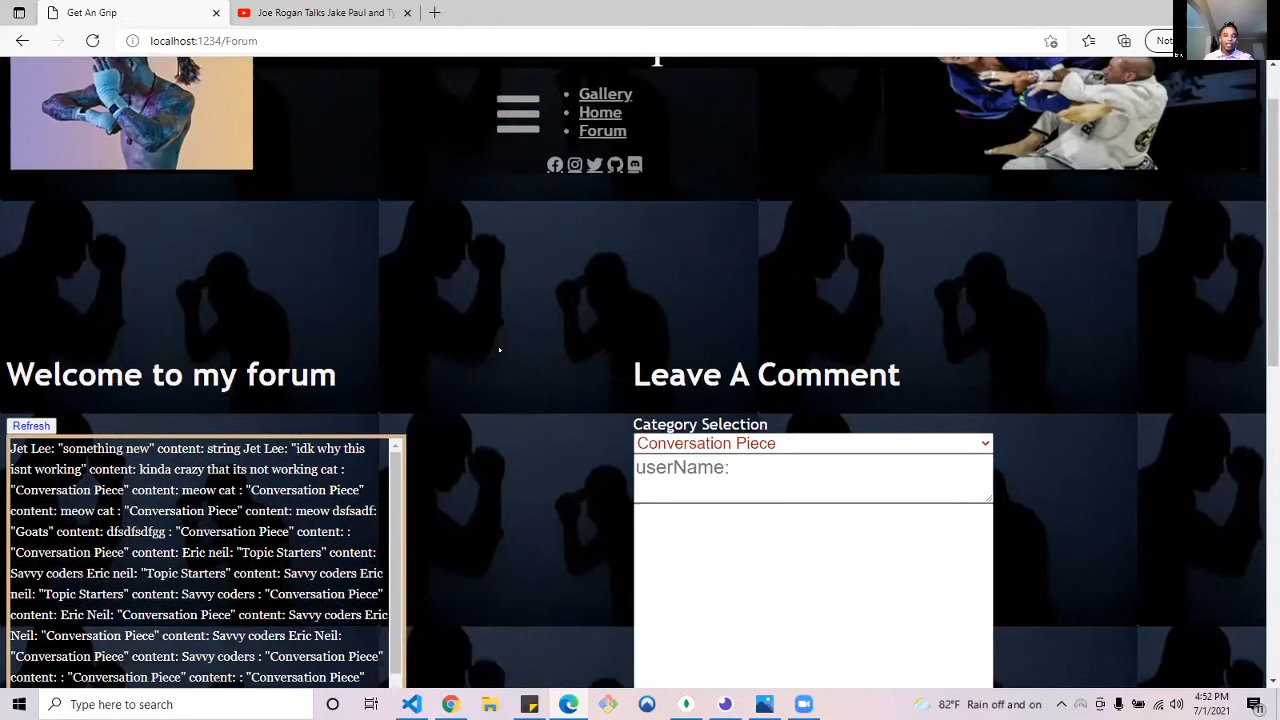 Get An Grip
Joe Rogan Talks Jake Paul and Ty
localhost:1234/Forum
Not
Gallery
Home
Forum
Welcome to my forum
Refresh
Jet Lee: "something new" content: string Jet Lee: "idk why this
isnt working" content: kinda crazy that its not working cat :
"Conversation Piece" content: meow cat : "Conversation Piece"
content: meow cat : "Conversation Piece" content: meow dsfsadf:
"Goats" content: dfsdfsdfgg : "Conversation Piece" content: :
"Conversation Piece" content: Eric neil: "Topic Starters" content:
Savvy coders Eric neil: "Topic Starters" content: Savvy coders Eric
neil: "Topic Starters" content: Savvy coders : "Conversation Piece"
content: Eric Neil: "Conversation Piece" content: Savvy coders Eric
Neil: "Conversation Piece" content: Savvy coders Eric Neil:
"Conversation Piece" content: Savvy coders : "Conversation Piece"
content: : "Conversation Piece" content: : "Conversation Piece"
Leave A Comment
Category Selection
Conversation Piece
userName:
Type here to search
82°F Rain off and on
4:52 PM
7/1/2021